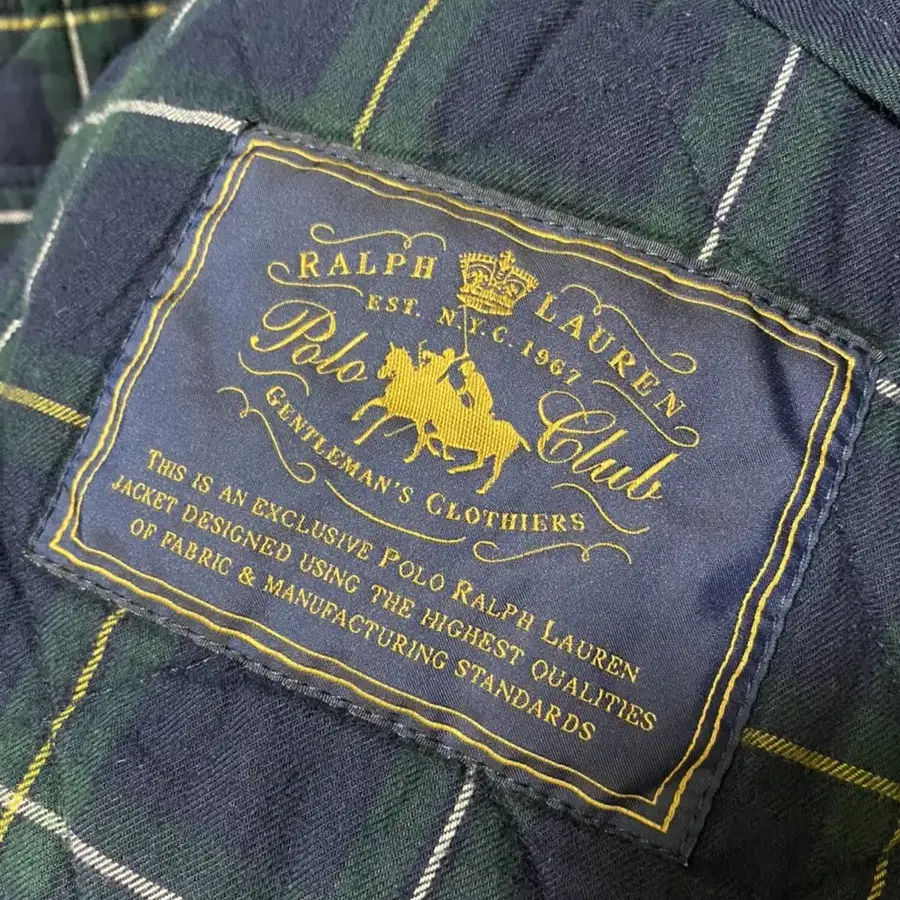 RALPH LAUREN
EST. N.Y.C. 1967
Polo Club
GENTLEMAN'S CLOTHIERS
THIS IS AN EXCLUSIVE POLO RALPH LAUREN
JACKET DESIGNED USING THE HIGHEST QUALITIES
OF FABRIC & MANUFACTURING STANDARDS